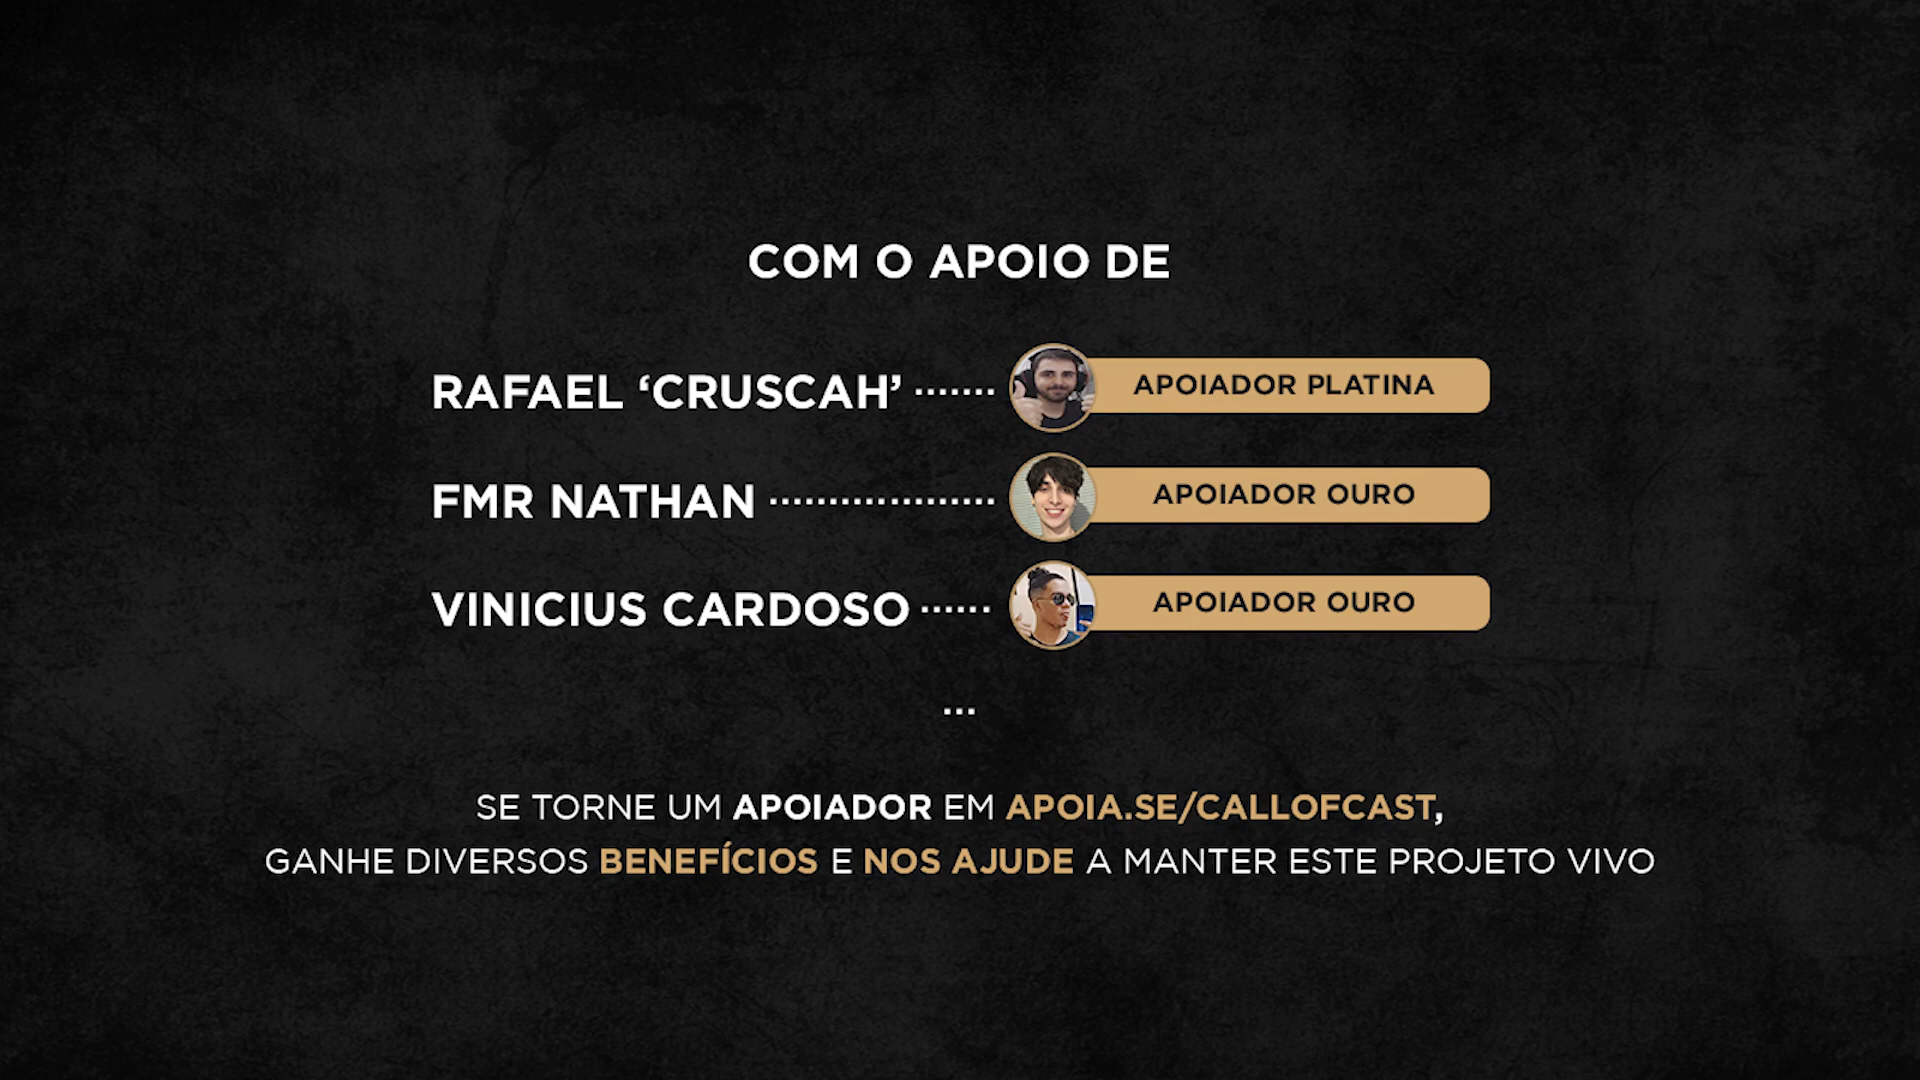 COM O APOIO DE
RAFAEL ‘CRUSCAH’ ....... APOIADOR PLATINA
FMR NATHAN ................... APOIADOR OURO
VINICIUS CARDOSO ...... APOIADOR OURO
...
SE TORNE UM APOIADOR EM APOIA.SE/CALLOFCAST,
GANHE DIVERSOS BENEFÍCIOS E NOS AJUDE A MANTER ESTE PROJETO VIVO